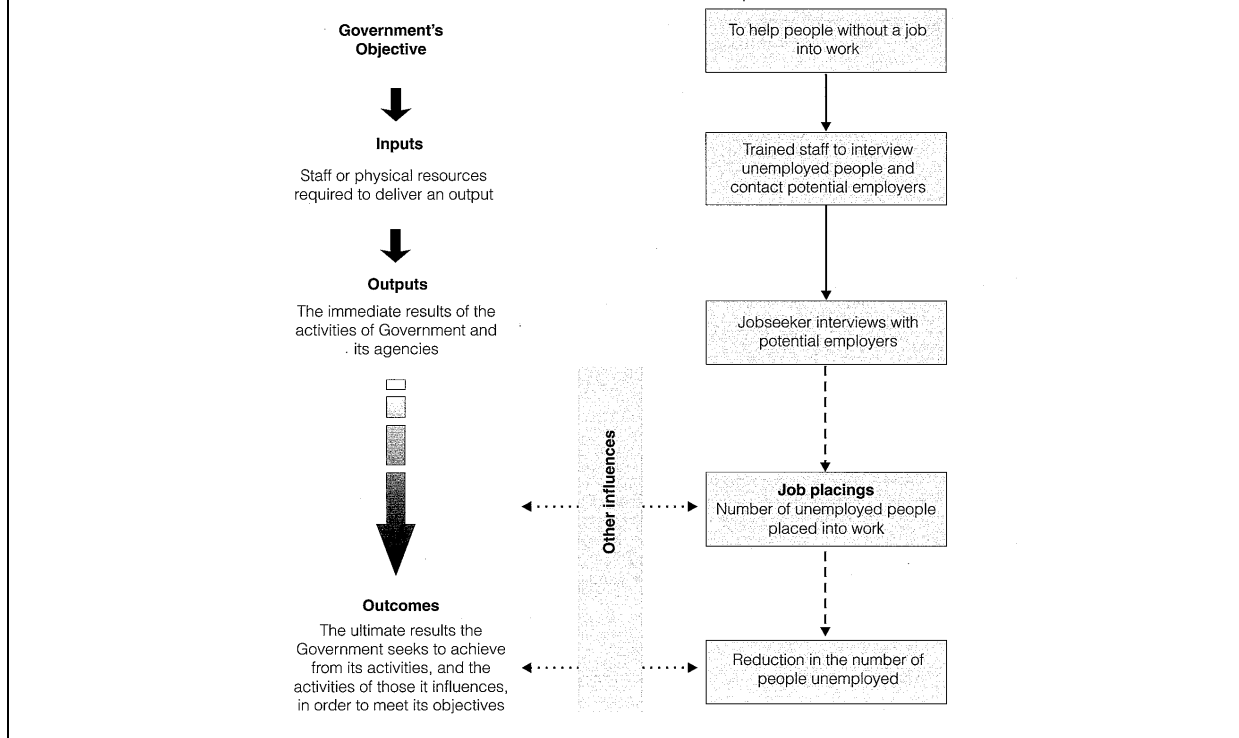 Government's
Objective
Inputs
Staff or physical resources
required to deliver an output
Outputs
The immediate results of the
activities of Government and
its agencies
Outcomes
The ultimate results the
Government seeks to achieve
from its activities, and the
activities of those it influences,
in order to meet its objectives
Other influences
To help people without a job
into work
Trained staff to interview
unemployed people and
contact potential employers
Jobseeker interviews with
potential employers
Job placings
Number of unemployed people
placed into work
Reduction in the number of
people unemployed